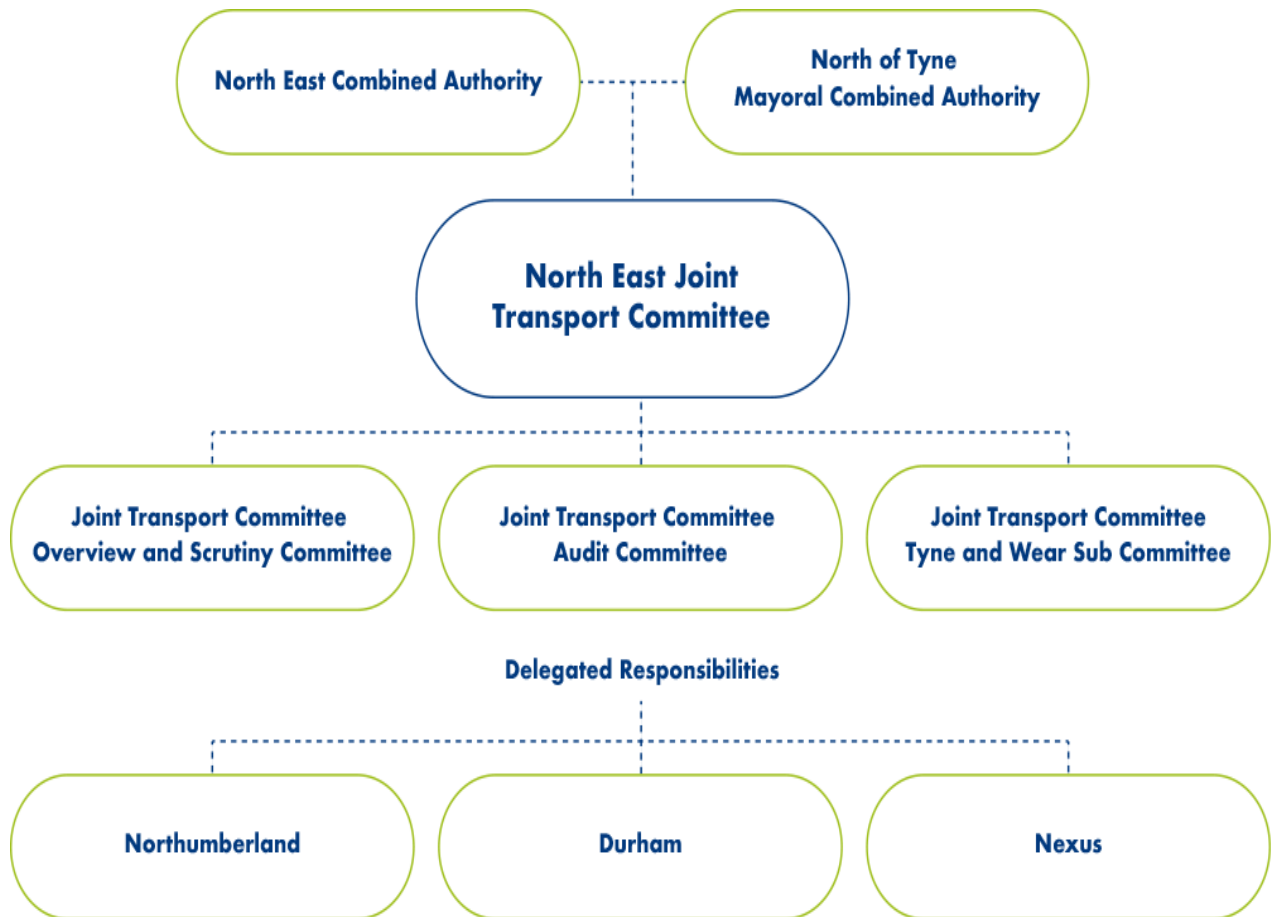 North East Combined Authority
North of Tyne
Mayoral Combined Authority
North East Joint
Transport Committee
Joint Transport Committee
Overview and Scrutiny Committee
Joint Transport Committee
Audit Committee
Joint Transport Committee
Tyne and Wear Sub Committee
Delegated Responsibilities
Northumberland
Durham
Nexus